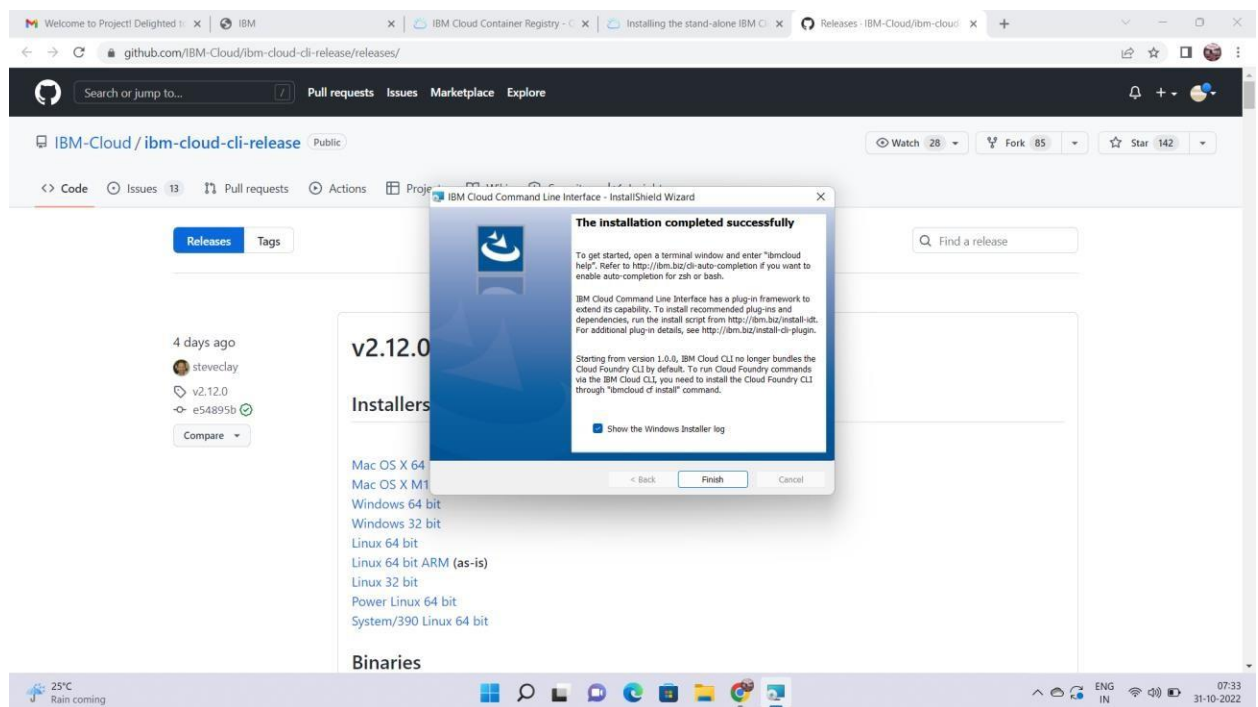 Welcome to Project! Delighted t
IBM
IBM Cloud Container Registry - C
Installing the stand-alone IBM C
Releases · IBM-Cloud/ibm-cloud
github.com/IBM-Cloud/ibm-cloud-cli-release/releases/
Search or jump to...
/
Pull requests Issues Marketplace Explore
IBM-Cloud / ibm-cloud-cli-release Public
Watch 28
Fork 85
Star 142
<> Code
Issues 13
Pull requests
Actions
IBM Cloud Command Line Interface - InstallShield Wizard
The installation completed successfully
To get started, open a terminal window and enter "ibmcloud
help". Refer to http://ibm.biz/cli-auto-completion if you want to
enable auto-completion for zsh or bash.
IBM Cloud Command Line Interface has a plug-in framework to
extend its capability. To install recommended plug-ins and
dependencies, run the install script from http://ibm.biz/install-idt.
For additional plug-in details, see http://ibm.biz/install-cli-plugin.
Starting from version 1.0.0, IBM Cloud CLI no longer bundles the
Cloud Foundry CLI by default. To run Cloud Foundry commands
via the IBM Cloud CLI, you need to install the Cloud Foundry CLI
through "ibmcloud cf install" command.
Show the Windows Installer log
< Back
Finish
Cancel
Releases
Tags
Find a release
4 days ago
steveclay
v2.12.0
e54895b
Compare
v2.12.0
Installers
Mac OS X 64
Mac OS X M1
Windows 64 bit
Windows 32 bit
Linux 64 bit
Linux 64 bit ARM (as-is)
Linux 32 bit
Power Linux 64 bit
System/390 Linux 64 bit
Binaries
25°C
Rain coming
ENG
IN
07:33
31-10-2022